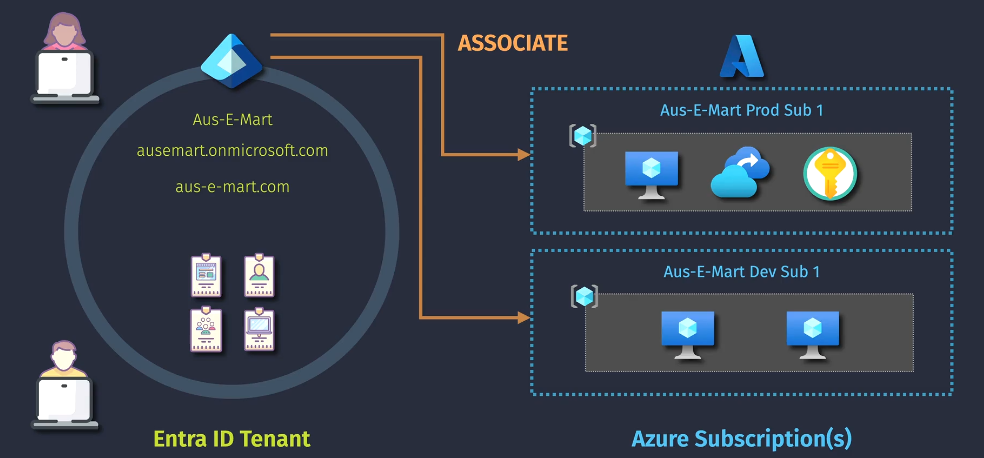 ASSOCIATE
Aus-E-Mart
ausemart.onmicrosoft.com
aus-e-mart.com
Entra ID Tenant
Aus-E-Mart Prod Sub 1
Aus-E-Mart Dev Sub 1
Azure Subscription(s)